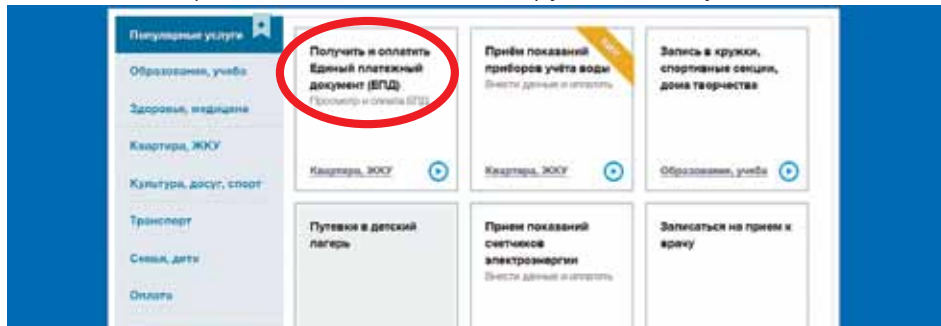 Популярные услуги
Образование, учеба
Здоровье, медицина
Квартира, ЖКУ
Культура, досуг, спорт
Транспорт
Семья, дети
Оплата
Получить и оплатить
Единый платежный
документ (ЕПД)
Просмотр и оплата ЕПД
Квартира, ЖКУ
Приём показаний
приборов учёта воды
Внести данные и оплатить
Квартира, ЖКУ
Запись в кружки,
спортивные секции,
дома творчества
Образование, учеба
Путевки в детский
лагерь
Прием показаний
счетчиков
электроэнергии
Внести данные и оплатить
Записаться на прием к
врачу